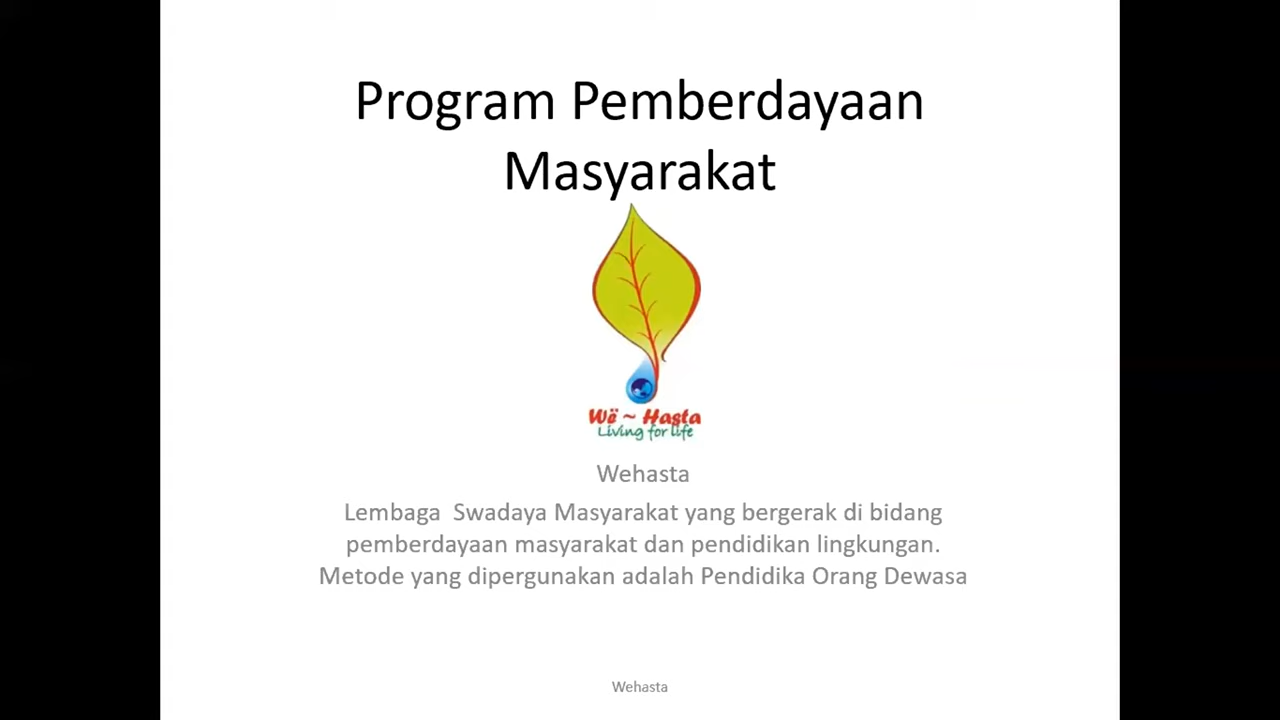 Program Pemberdayaan
Masyarakat
Wë ~ Hasta
Living for life
Wehasta
Lembaga  Swadaya Masyarakat yang bergerak di bidang
pemberdayaan masyarakat dan pendidikan lingkungan.
Metode yang dipergunakan adalah Pendidika Orang Dewasa
Wehasta